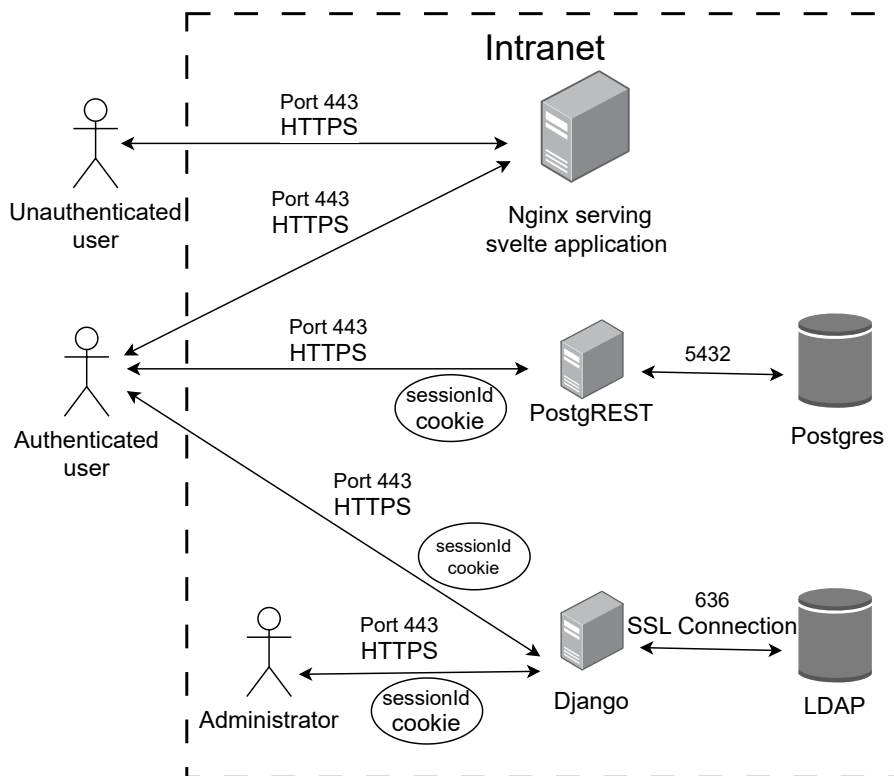 Intranet
Port 443
HTTPS
Unauthenticated
user
Port 443
HTTPS
Nginx serving
svelte application
Port 443
HTTPS
sessionId
cookie
PostgREST
5432
Postgres
Authenticated
user
Port 443
HTTPS
sessionId
cookie
636
SSL Connection
Port 443
HTTPS
sessionId
cookie
Administrator
Django
LDAP